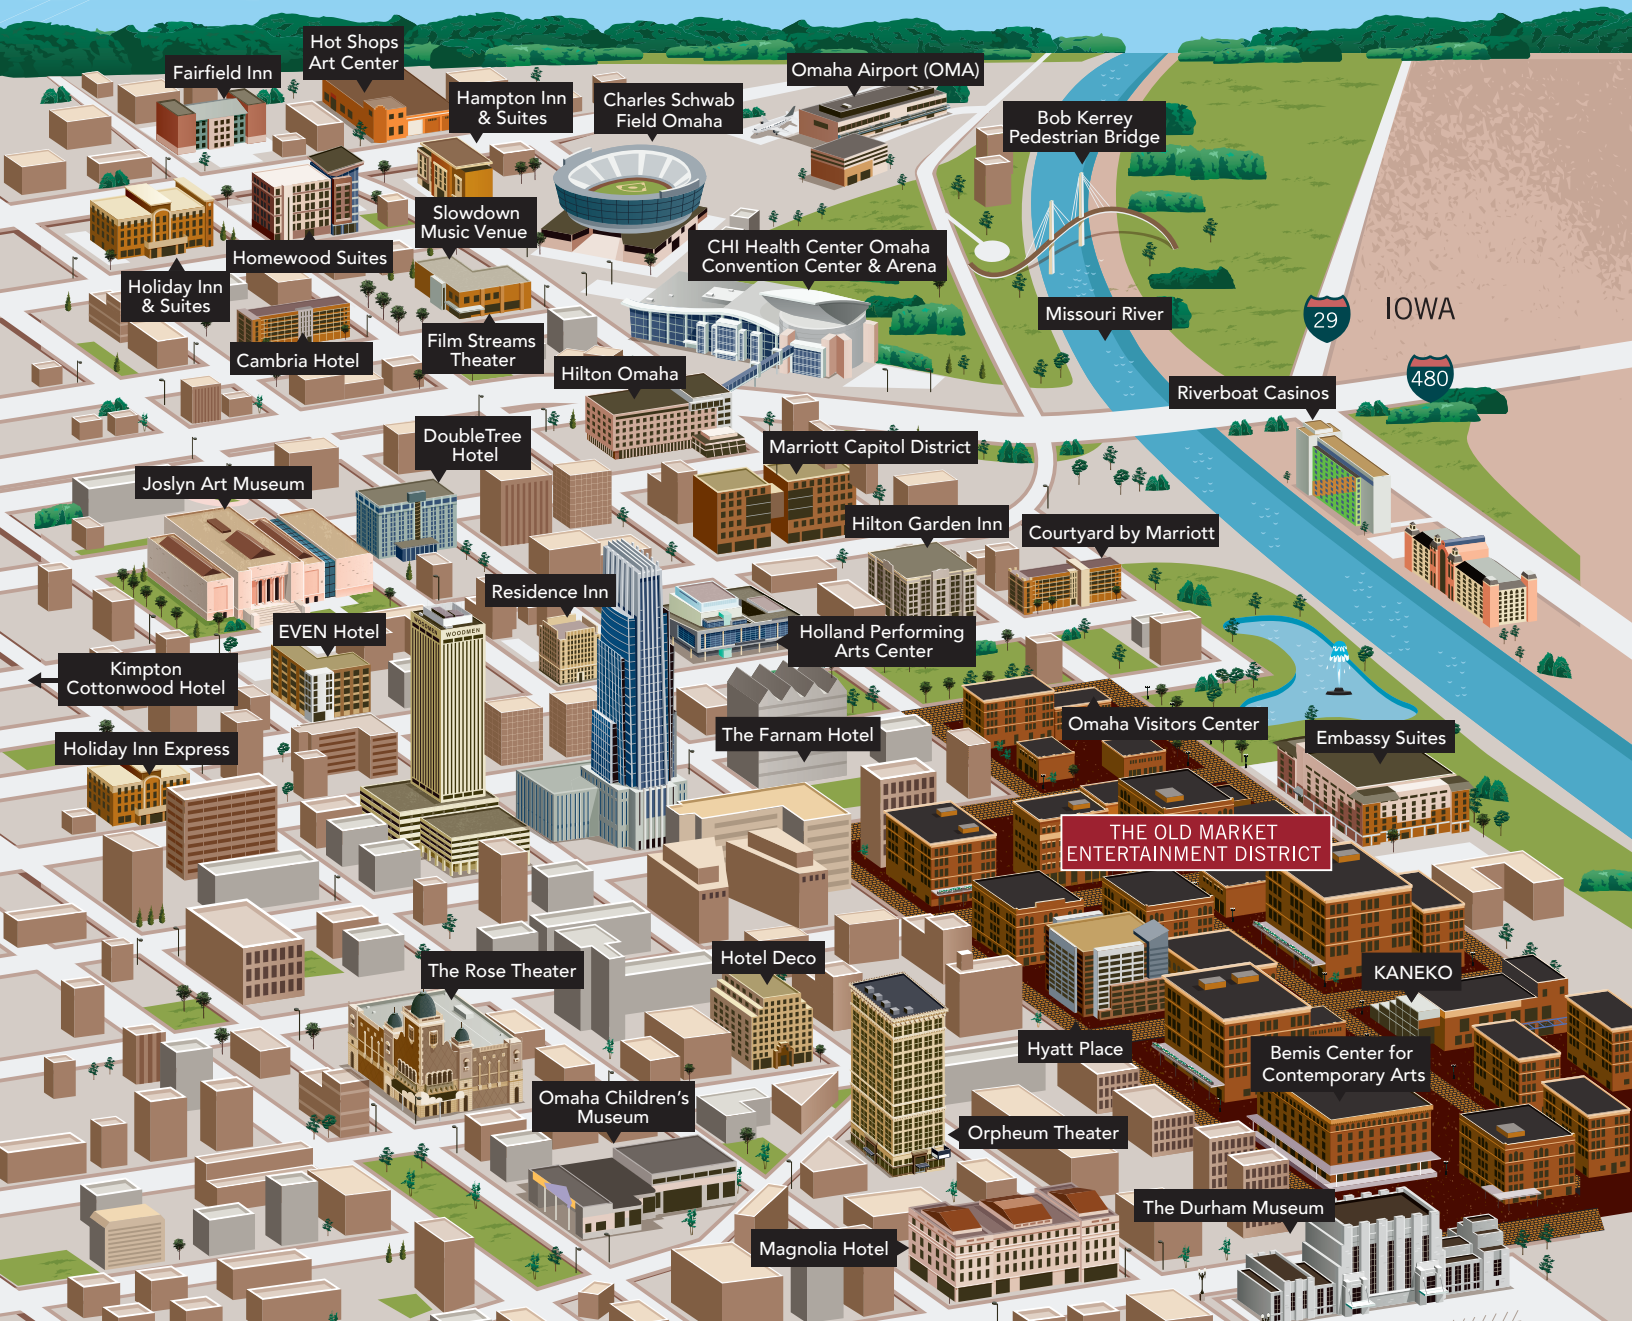 Hot Shops
Art Center
Fairfield Inn
Hampton Inn
& Suites
Charles Schwab
Field Omaha
Omaha Airport (OMA)
Bob Kerrey
Pedestrian Bridge
Slowdown
Music Venue
Homewood Suites
CHI Health Center Omaha
Convention Center & Arena
Holiday Inn
& Suites
Missouri River
29
IOWA
Film Streams
Theater
Cambria Hotel
Hilton Omaha
480
Riverboat Casinos
DoubleTree
Hotel
Marriott Capitol District
Joslyn Art Museum
Hilton Garden Inn
Courtyard by Marriott
Residence Inn
EVEN Hotel
WOODMEN
WOODMEN
Holland Performing
Arts Center
Kimpton
Cottonwood Hotel
Omaha Visitors Center
The Farnam Hotel
Embassy Suites
Holiday Inn Express
THE OLD MARKET
ENTERTAINMENT DISTRICT
Hotel Deco
The Rose Theater
KANEKO
Hyatt Place
Bemis Center for
Contemporary Arts
Omaha Children's
Museum
Orpheum Theater
The Durham Museum
Magnolia Hotel